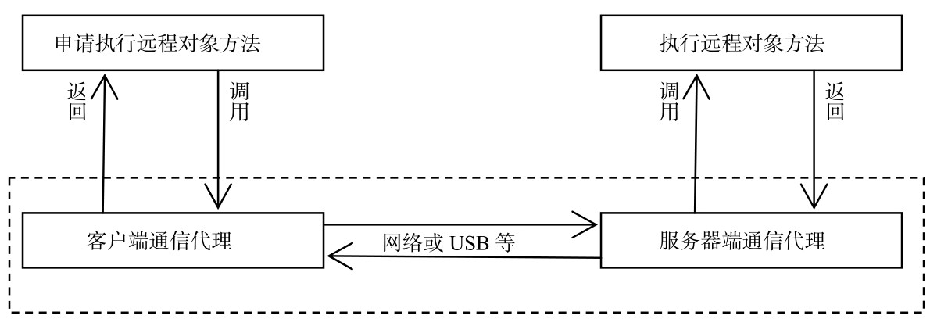 申请执行远程对象方法
执行远程对象方法
返回
调用
调用
返回
客户端通信代理
网络或 USB 等
服务器端通信代理